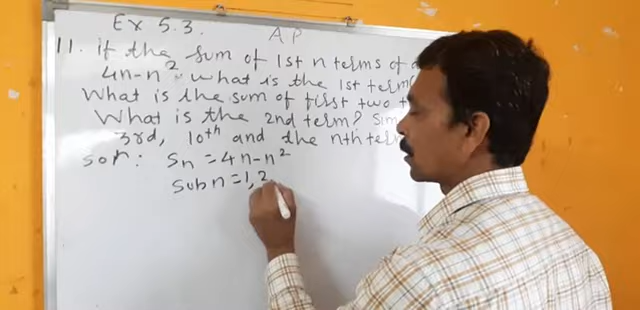 Ex 5.3.
AP
11. if the sum of 1st n terms of
4n-n² what is the 1st term
What is the sum of first two
What is the 2nd term?
3rd, 10th and the nth
Soln: Sn = 4n-n²
Sub n = 1, 2